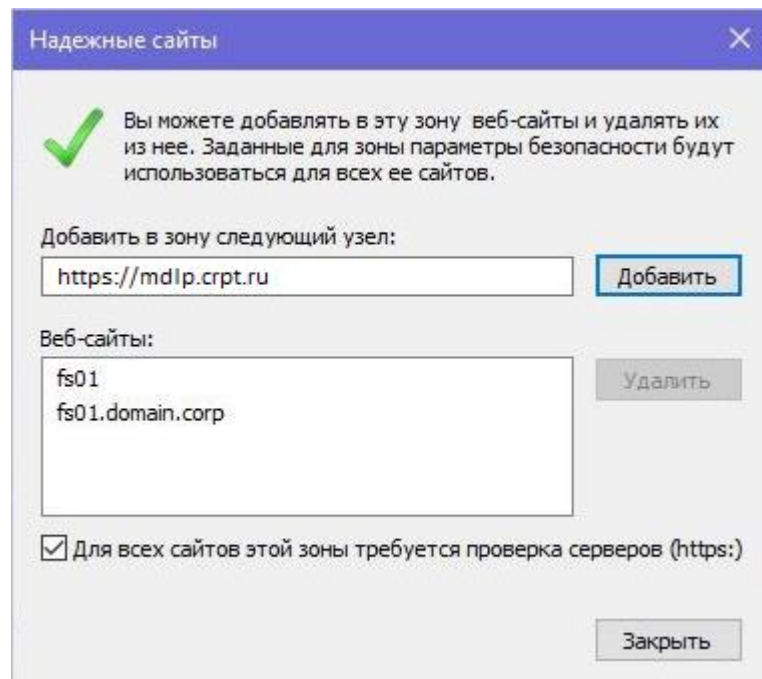 Надежные сайты
Вы можете добавлять в эту зону веб-сайты и удалять их
из нее. Заданные для зоны параметры безопасности будут
использоваться для всех ее сайтов.
Добавить в зону следующий узел:
https://mdlp.crpt.ru
Добавить
Веб-сайты:
fs01
Удалить
fs01.domain.corp
Для всех сайтов этой зоны требуется проверка серверов (https:)
Закрыть